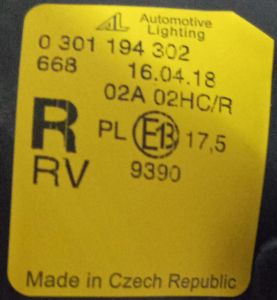 AL Automotive
Lighting
0 301 194 302
668 16.04.18
02A 02HC/R
R PL E13 17,5
RV 9390
Made in Czech Republic